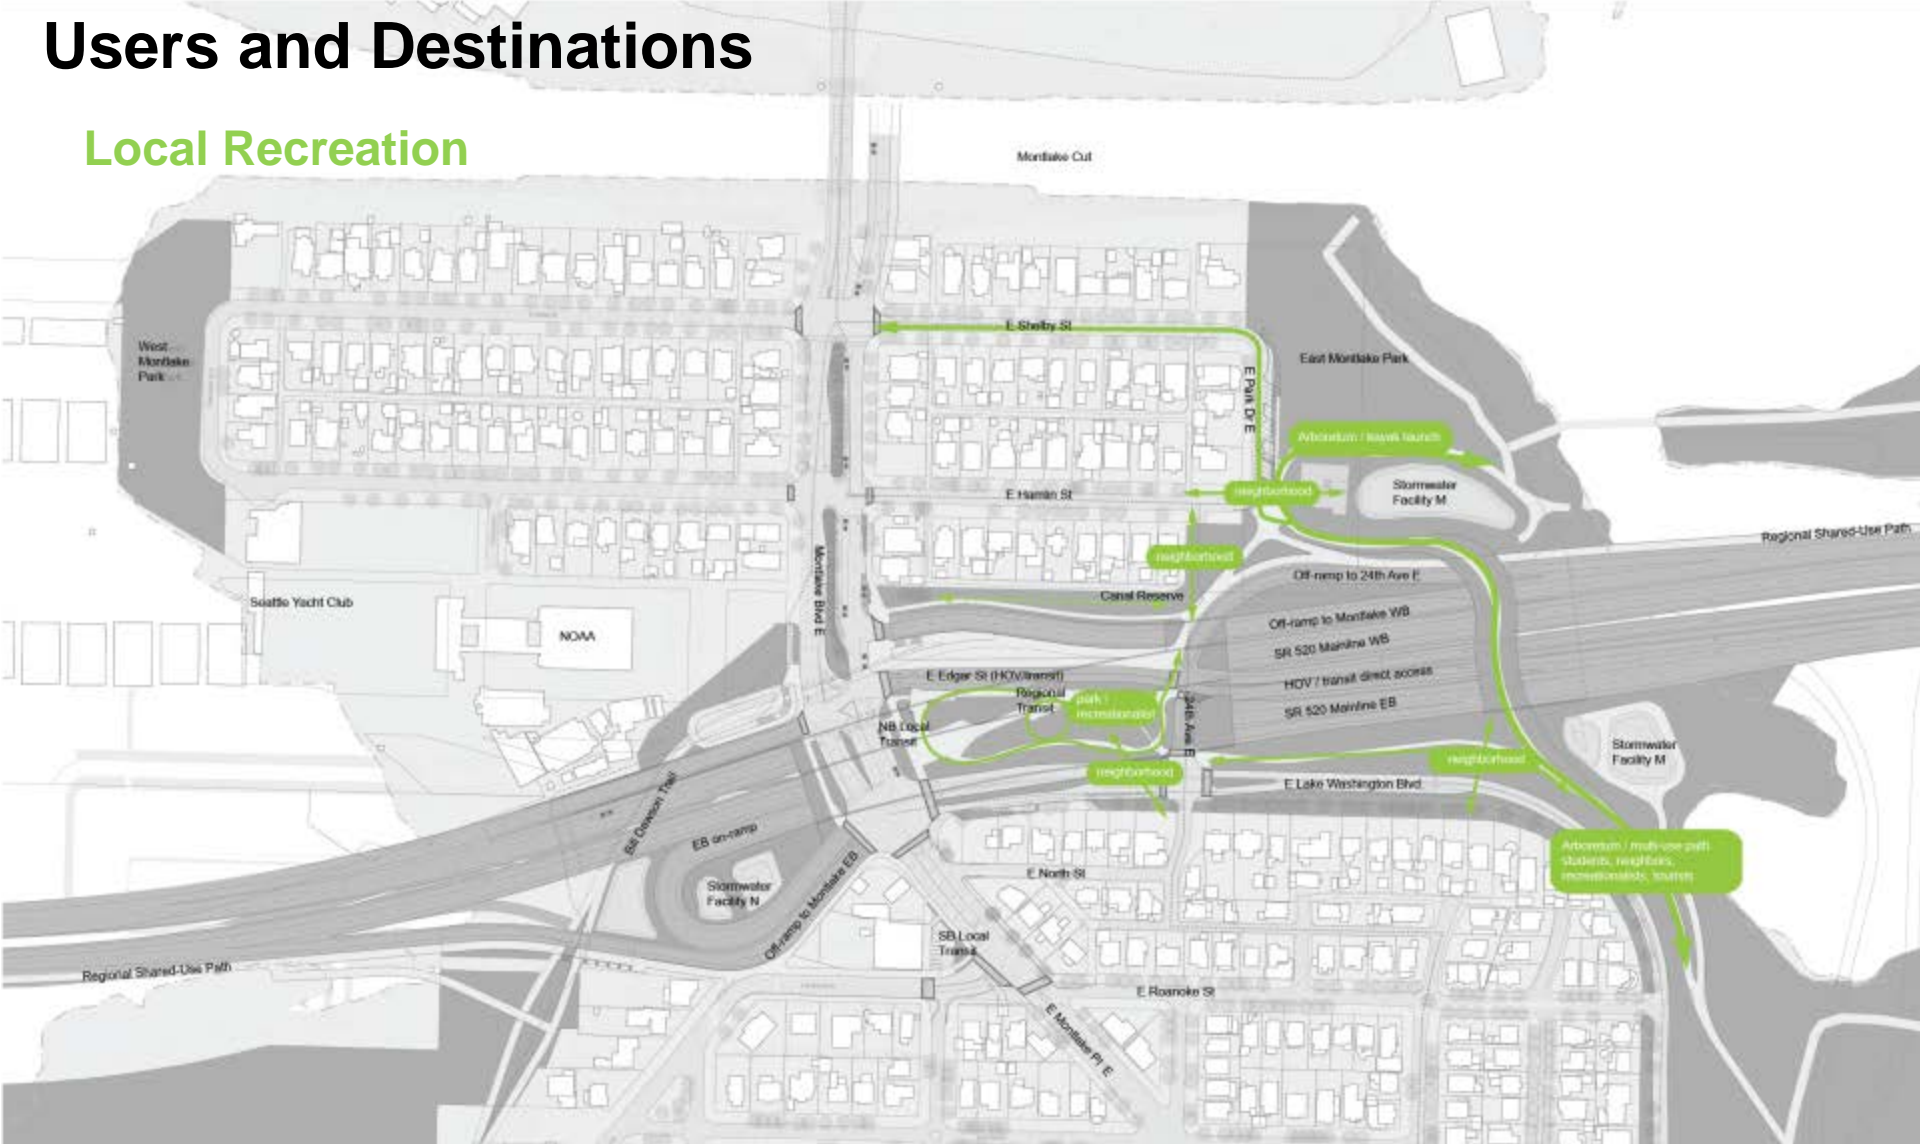 Users and Destinations
Local Recreation
Montlake Cut
E Shelby St
West
Montlake
Park
East Montlake Park
E Park Dr E
Arboretum / kayak launch
neighborhood
Stormwater
Facility M
E Hamlin St
Regional Shared-Use Path
Montlake Blvd E
neighborhood
Off-ramp to 24th Ave E
Canal Reserve
Seattle Yacht Club
NOAA
Off-ramp to Montlake WB
SR 520 Mainline WB
E Edgar St (HOV/transit)
HOV / transit direct access
Regional
Transit
park /
recreationalist
SR 520 Mainline EB
NB Local
Transit
24th Ave E
neighborhood
neighborhood
Stormwater
Facility M
E Lake Washington Blvd
Bill Dawson Trail
EB on-ramp
Arboretum / multi-use path
students, neighbors,
recreationalists, tourists
E North St
Stormwater
Facility N
Off-ramp to Montlake EB
SB Local
Transit
Regional Shared-Use Path
E Roanoke St
E Montlake Pl E